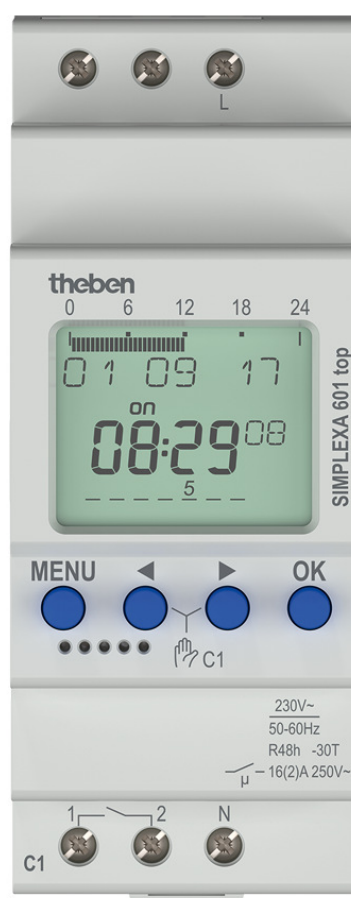 L
theben
0 6 12 18 24
01 09 17
on
08:29 08
5
SIMPLEXA 601 top
MENU ◄ ► OK
C1
230V~
50-60Hz
R48h -30T
µ 16(2)A 250V~
1 2 N
C1